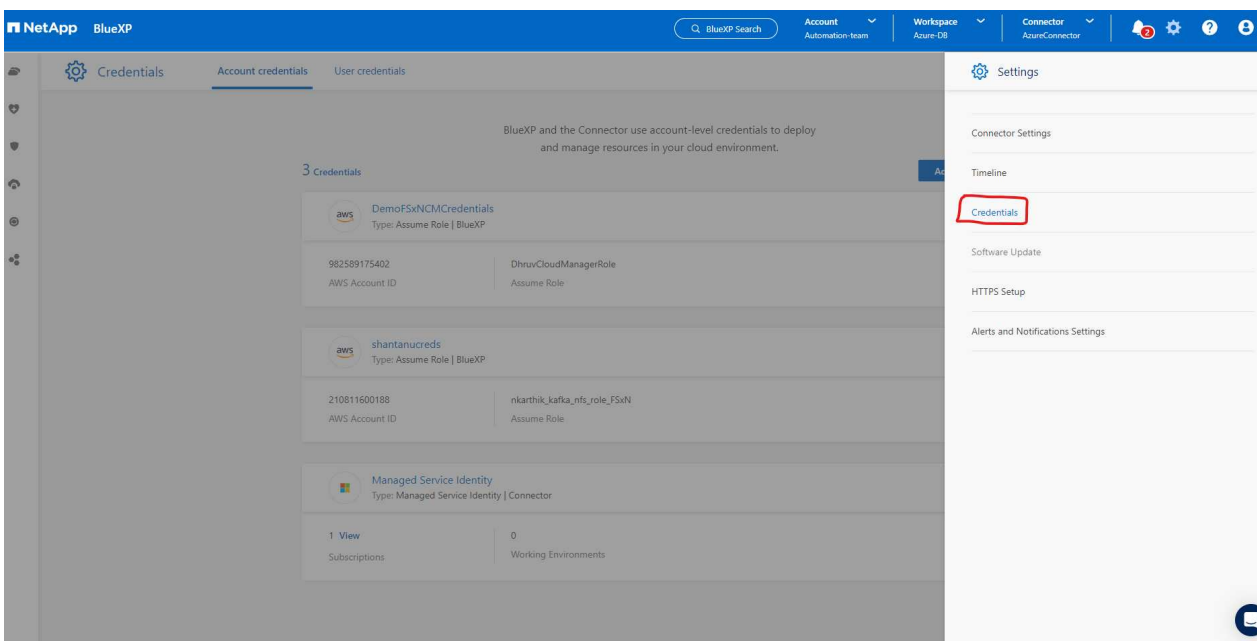 NetApp BlueXP
BlueXP Search
Account
Automation-team
Workspace
Azure-DB
Connector
AzureConnector
2
Credentials
Account credentials
User credentials
BlueXP and the Connector use account-level credentials to deploy
and manage resources in your cloud environment.
3 Credentials
aws
DemoFSxNCMCredentials
Type: Assume Role | BlueXP
982589175402
AWS Account ID
DhruvCloudManagerRole
Assume Role
aws
shantanucreds
Type: Assume Role | BlueXP
210811600188
AWS Account ID
nkarthik_kafka_nfs_role_FSxN
Assume Role
Managed Service Identity
Type: Managed Service Identity | Connector
1 View
Subscriptions
0
Working Environments
Settings
Connector Settings
Timeline
Credentials
Software Update
HTTPS Setup
Alerts and Notifications Settings